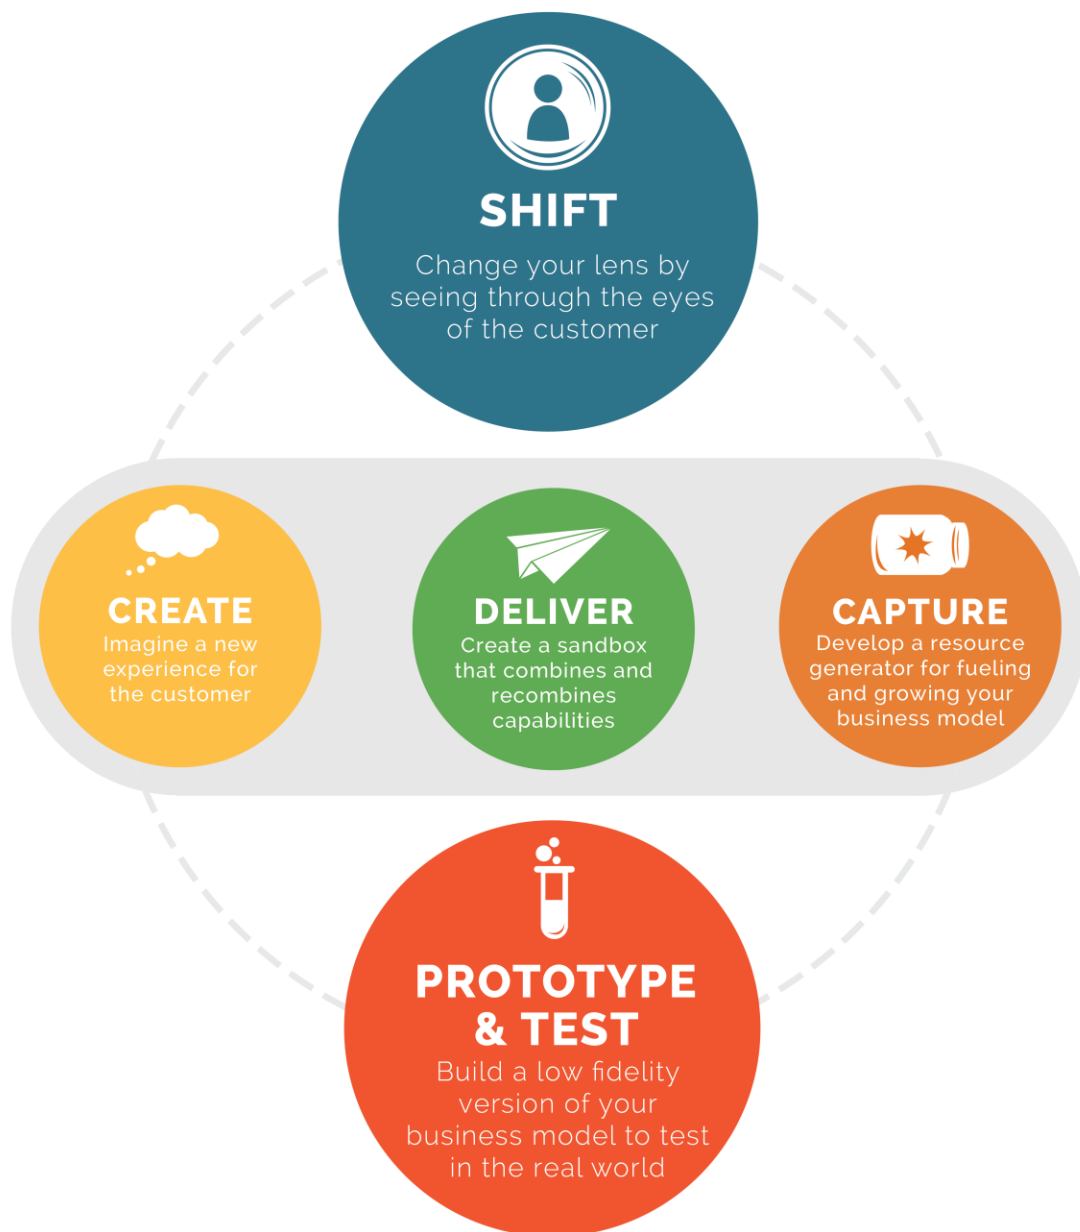 SHIFT
Change your lens by
seeing through the eyes
of the customer
CREATE
Imagine a new
experience for
the customer
DELIVER
Create a sandbox
that combines and
recombines
capabilities
CAPTURE
Develop a resource
generator for fueling
and growing your
business model
PROTOTYPE
& TEST
Build a low fidelity
version of your
business model to test
in the real world